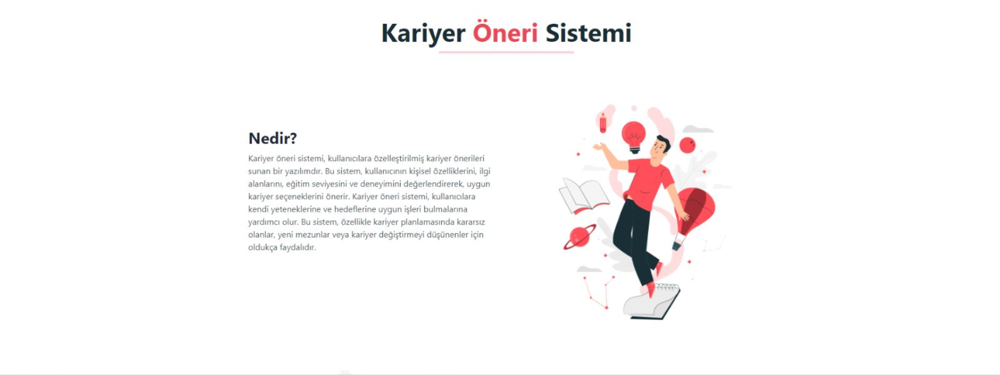 Kariyer Öneri Sistemi
Nedir?
Kariyer öneri sistemi, kullanıcılara özelleştirilmiş kariyer önerileri
sunan bir yazılımdır. Bu sistem, kullanıcının kişisel özelliklerini, ilgi
alanlarını, eğitim seviyesini ve deneyimini değerlendirerek, uygun
kariyer seçeneklerini önerir. Kariyer öneri sistemi, kullanıcılara
kendi yeteneklerine ve hedeflerine uygun işleri bulmalarına
yardımcı olur. Bu sistem, özellikle kariyer planlamasında kararsız
olanlar, yeni mezunlar veya kariyer değiştirmeyi düşünenler için
oldukça faydalıdır.